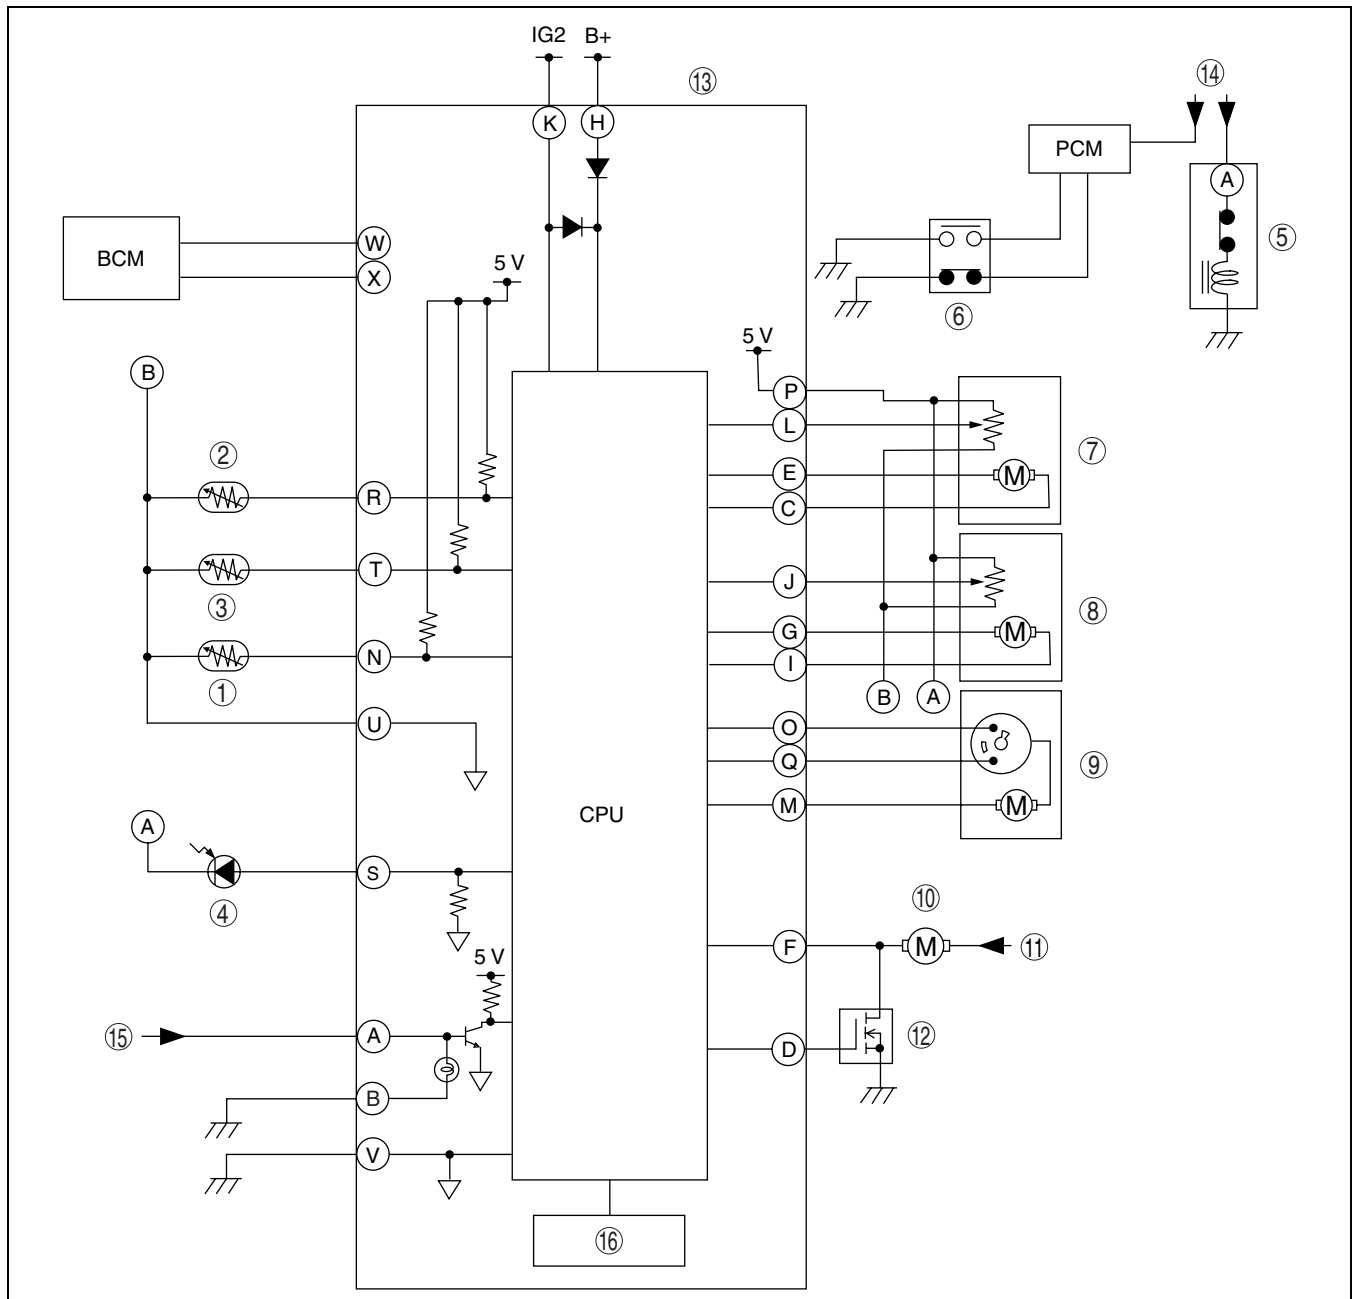 IG2 B+
⑬ ⑭
K H
PCM
A
W
BCM
⑤
X
5 V
⑥
5 V
B
P
L
②
⑦
E
R
C
T
J
③
⑧
G
N
I
①
B A
U
O
⑨
Q
CPU
M M
A
S
④
⑩
F M ⑪
5 V
⑮ A
⑫
D
B
V
⑯
M
M